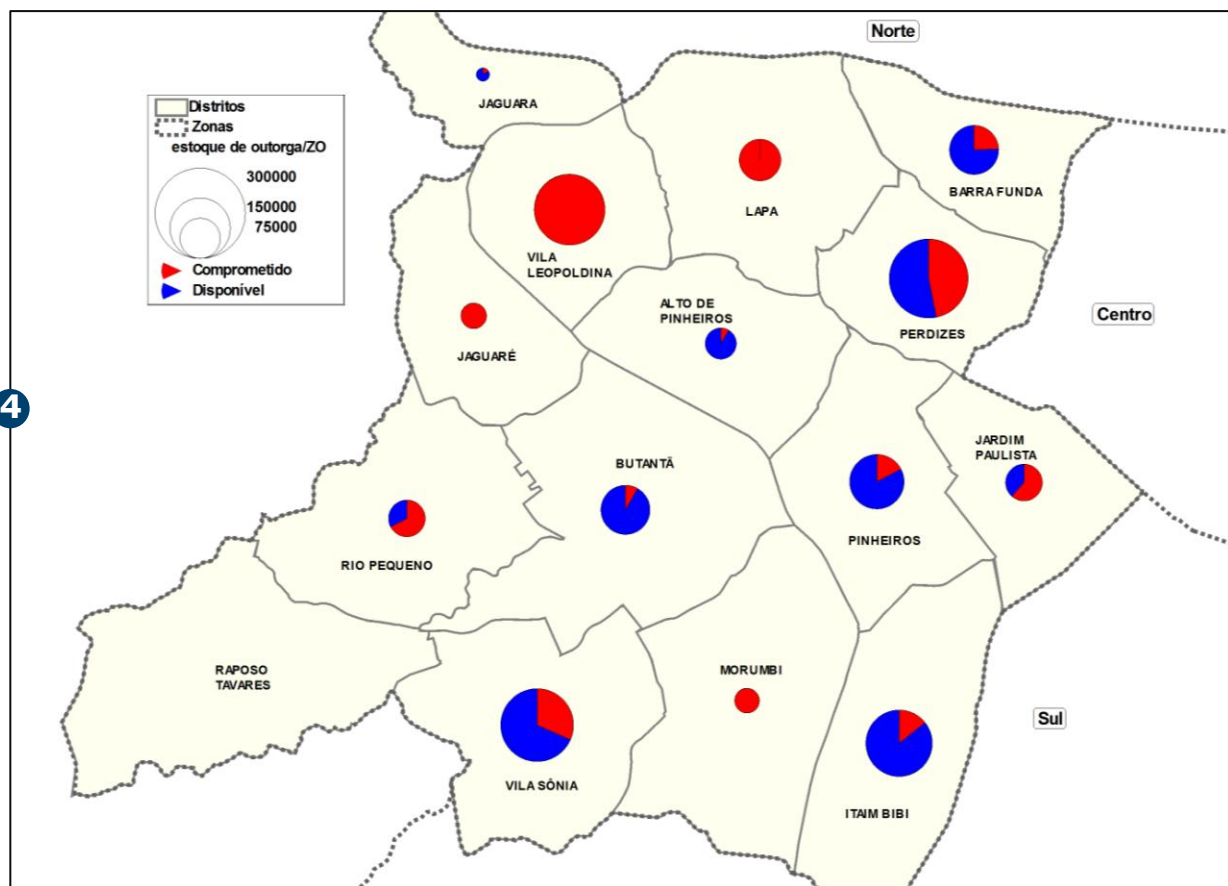 Norte
JAGUARA
Distritos
Zonas
estoque de outorga/ZO
300000
150000
75000
Comprometido
Disponível
BARRA FUNDA
LAPA
VILA
LEOPOLDINA
ALTO DE
PINHEIROS
Centro
PERDIZES
JAGUARÉ
4
JARDIM
PAULISTA
BUTANTÃ
PINHEIROS
RIO PEQUENO
RAPOSO
TAVARES
MORUMBI
Sul
VILA SÔNIA
ITAIM BIBI